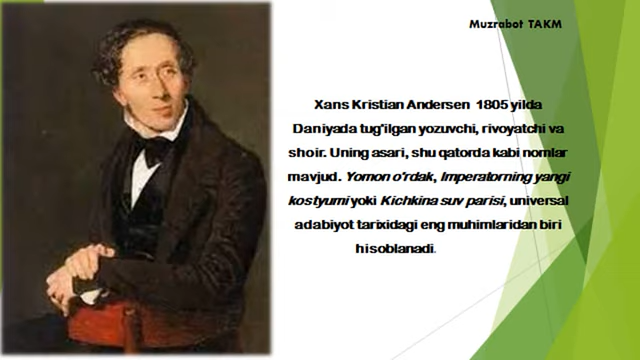 Muzrabot TAKM
Xans Kristian Andersen 1805 yilda
Daniyada tug'ilgan yozuvchi, rivoyatchi va
shoir. Uning asari, shu qatorda kabi nomlar
mavjud. Yomon o'rdak, Imperatorning yangi
kostyumi yoki Kichkina suv parisi, universal
adabiyot tarixidagi eng muhimlaridan biri
hisoblanadi.